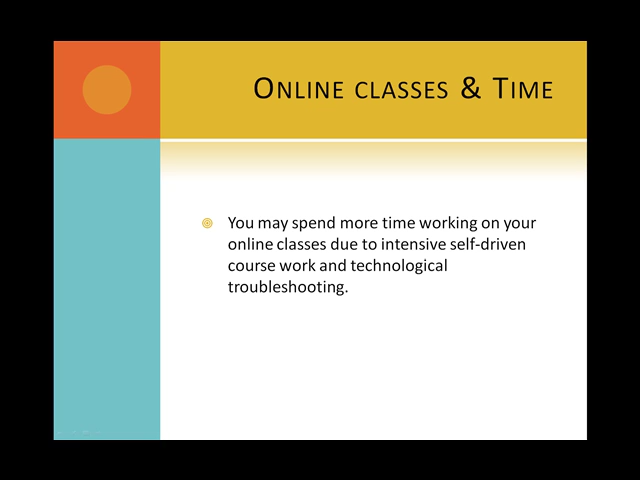 Online classes & Time
You may spend more time working on your
online classes due to intensive self-driven
course work and technological
troubleshooting.